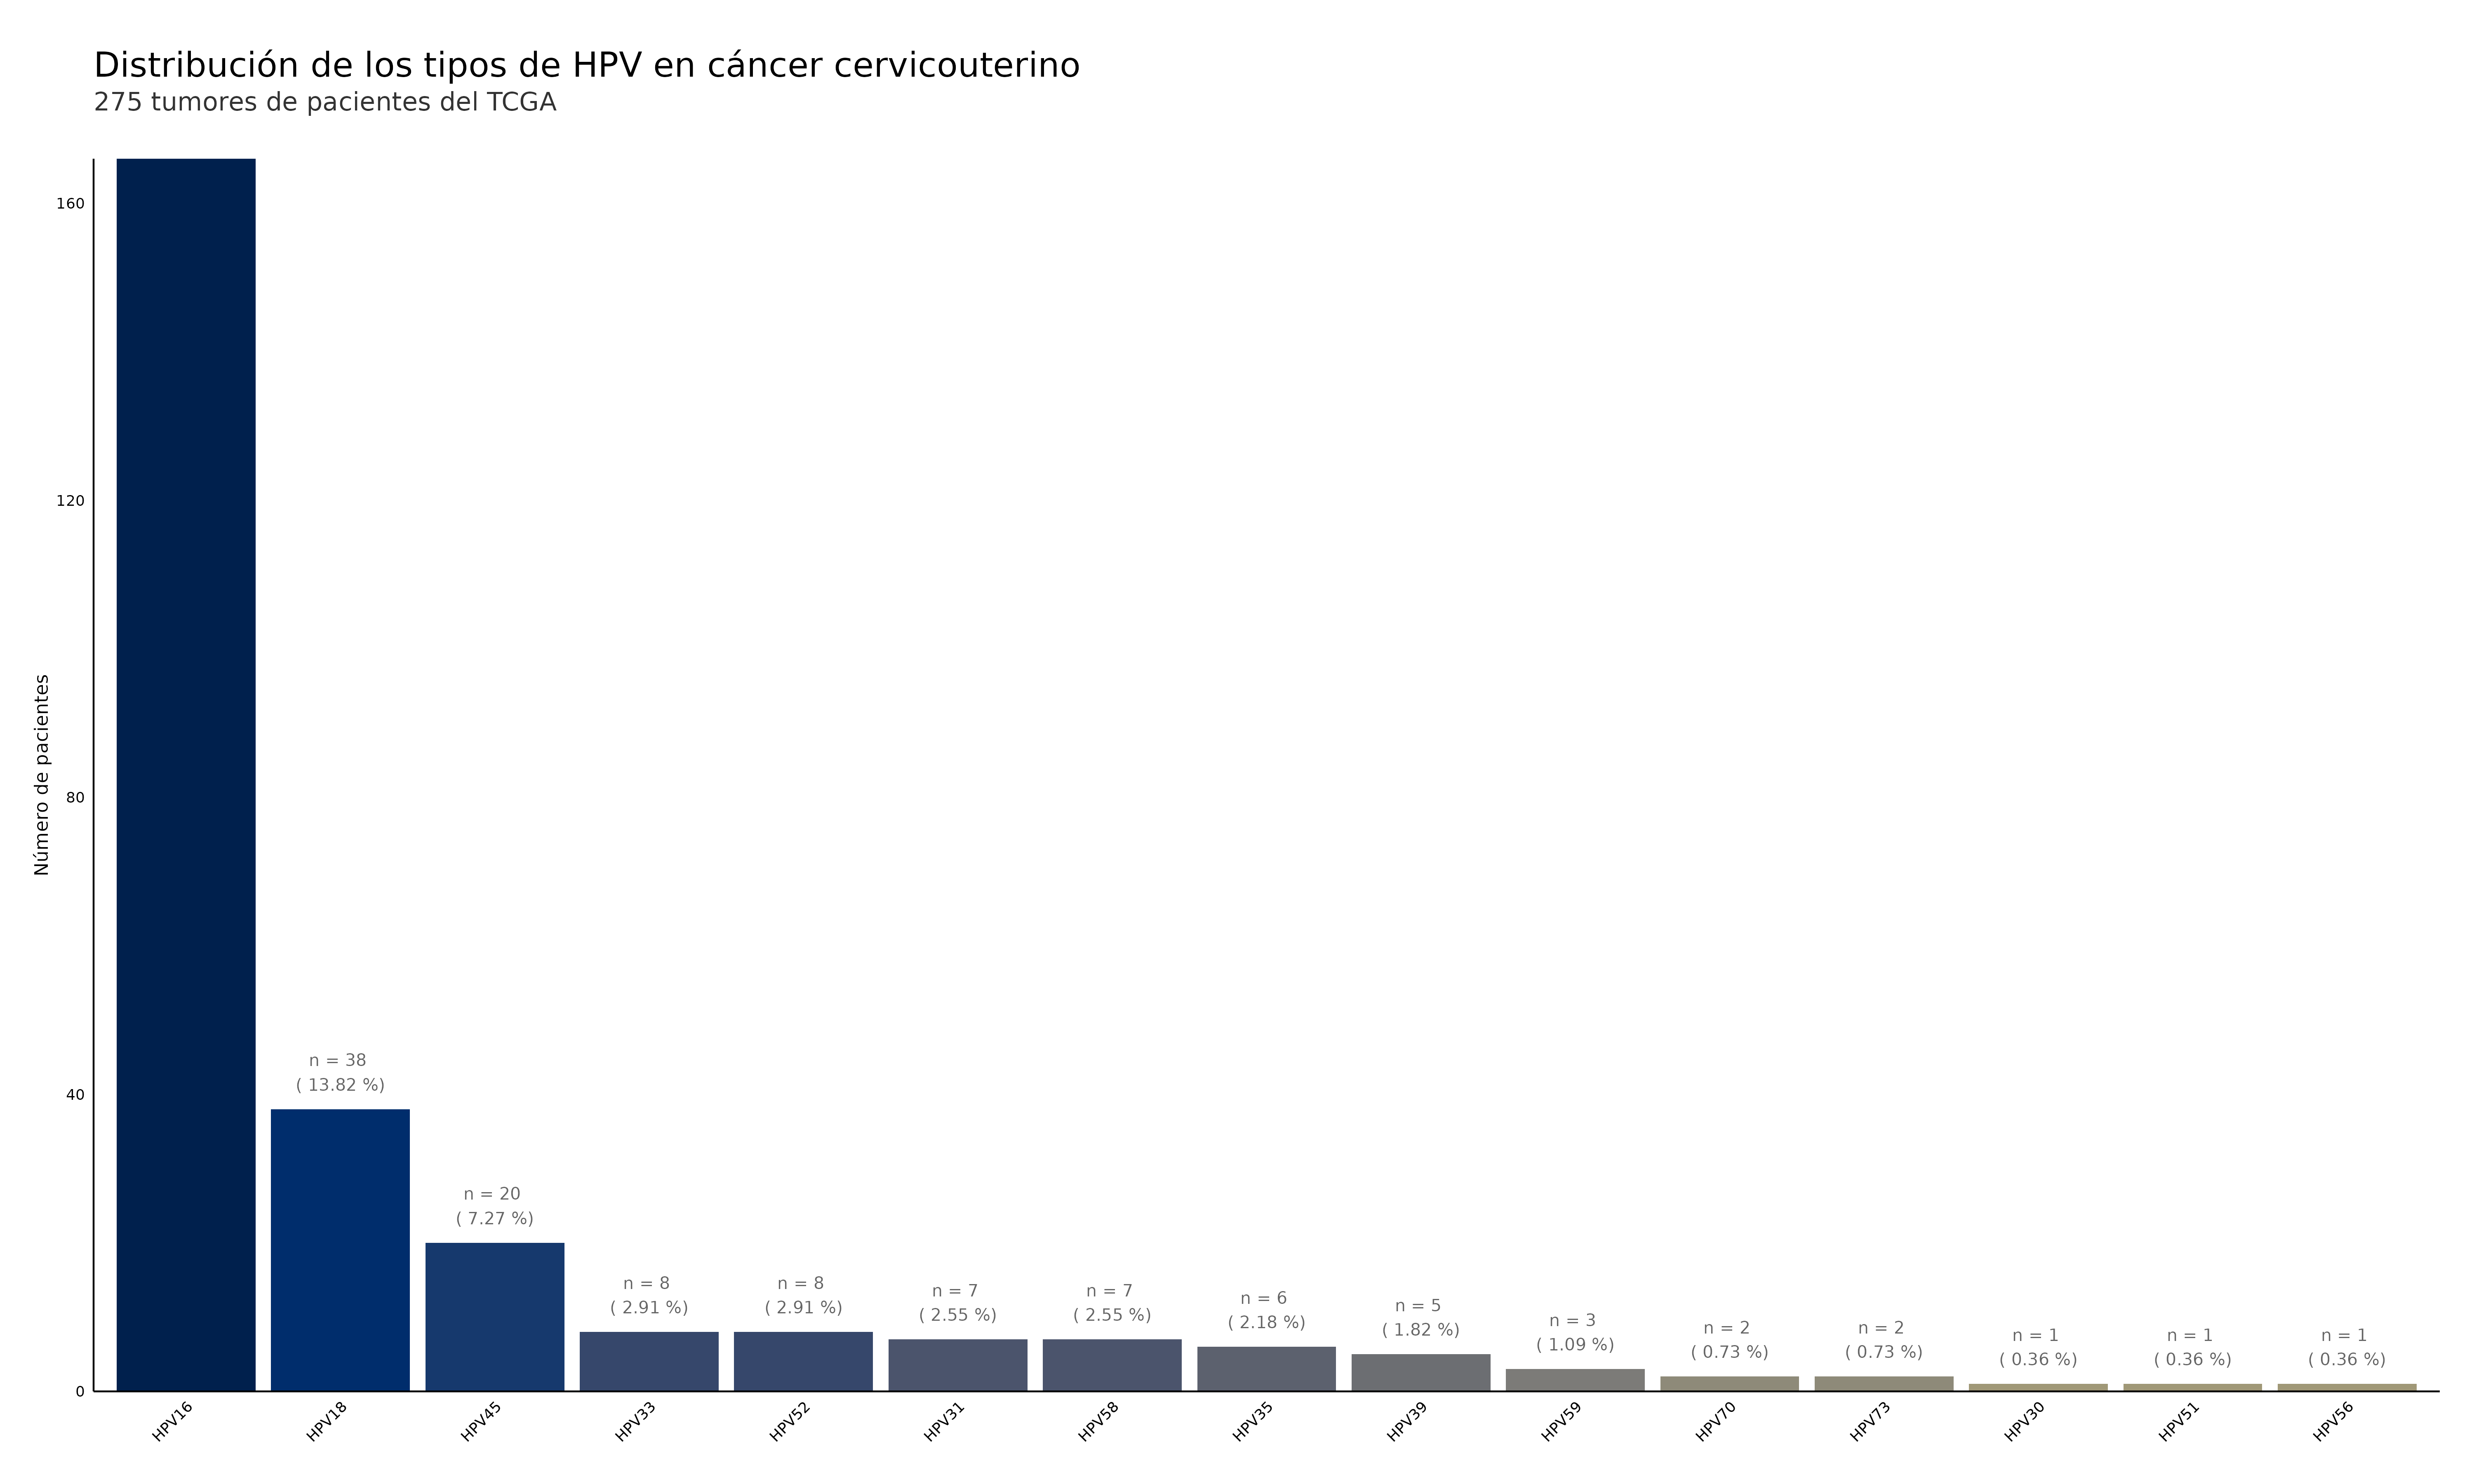 Distribución de los tipos de HPV en cáncer cervicouterino
275 tumores de pacientes del TCGA
Número de pacientes
160
120
80
40
0
n = 38
( 13.82 %)
n = 20
( 7.27 %)
n = 8
( 2.91 %)
n = 8
( 2.91 %)
n = 7
( 2.55 %)
n = 7
( 2.55 %)
n = 6
( 2.18 %)
n = 5
( 1.82 %)
n = 3
( 1.09 %)
n = 2
( 0.73 %)
n = 2
( 0.73 %)
n = 1
( 0.36 %)
n = 1
( 0.36 %)
n = 1
( 0.36 %)
HPV16
HPV18
HPV45
HPV33
HPV52
HPV31
HPV58
HPV35
HPV39
HPV59
HPV70
HPV73
HPV30
HPV51
HPV56